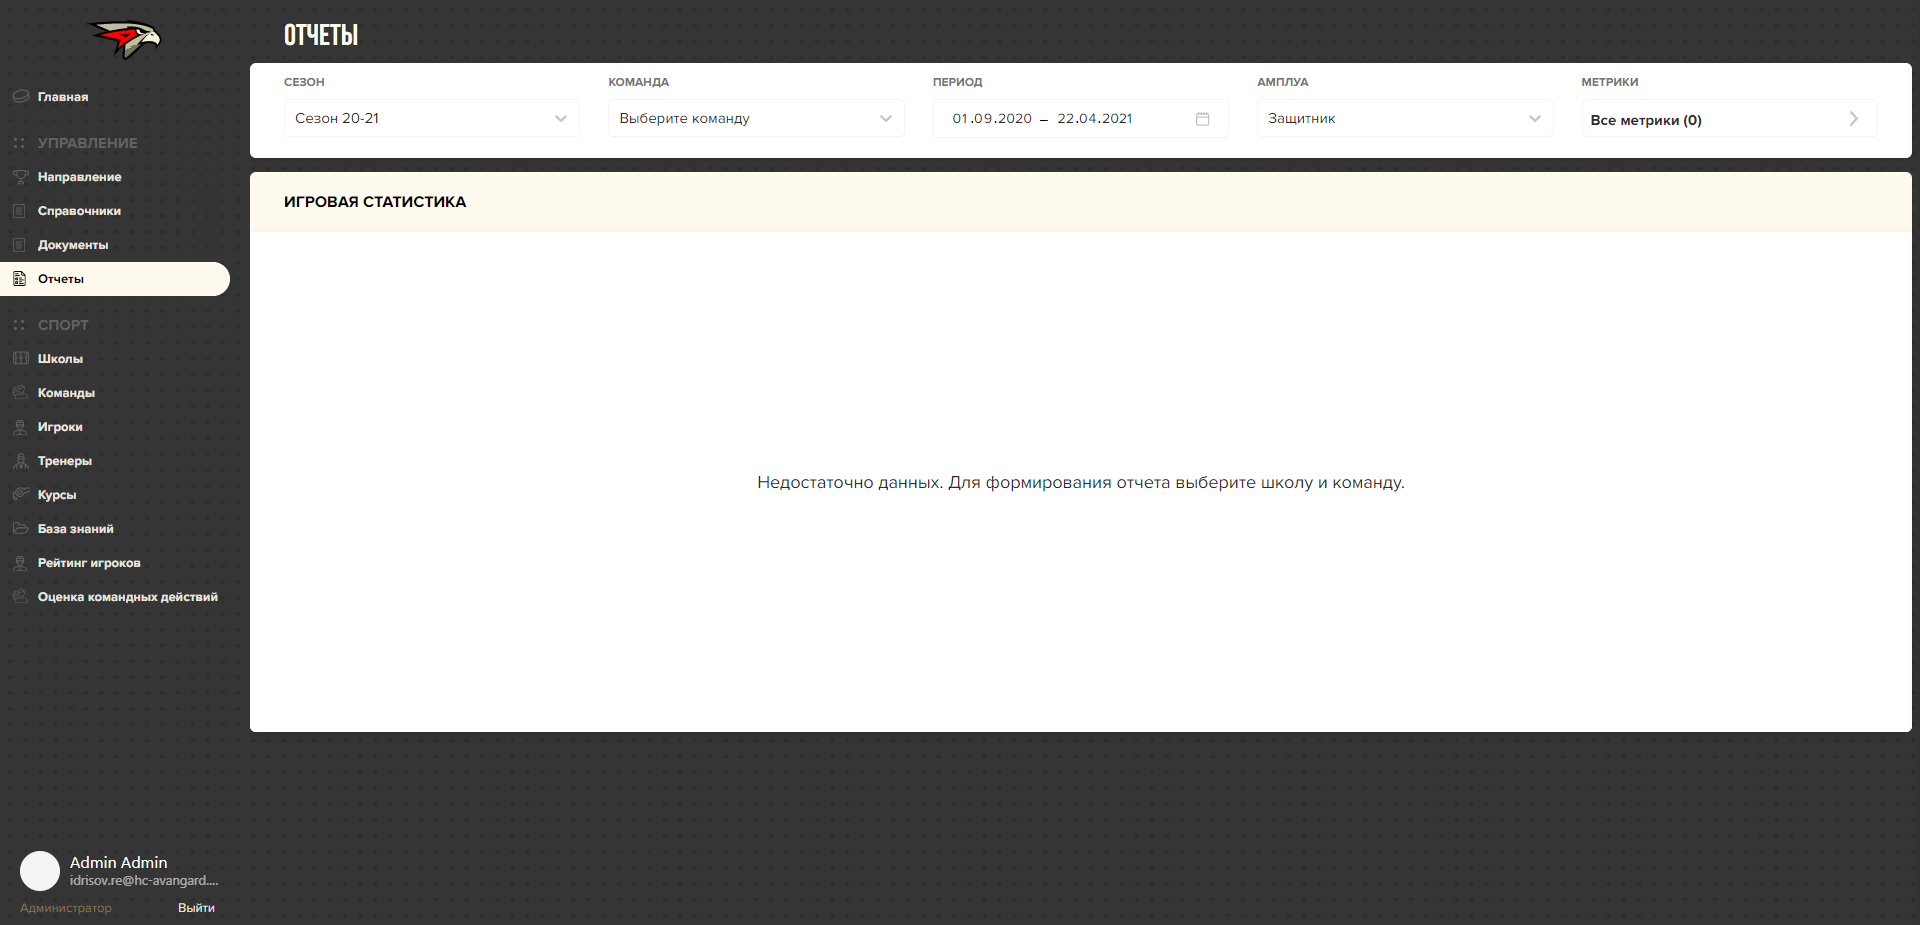 Главная
УПРАВЛЕНИЕ
Направление
Справочники
Документы
Отчеты
СПОРТ
Школы
Команды
Игроки
Тренеры
Курсы
База знаний
Рейтинг игроков
Оценка командных действий
Admin Admin
idrisov.re@hc-avangard....
Администратор Выйти
ОТЧЕТЫ
СЕЗОН КОМАНДА ПЕРИОД АМПЛУА МЕТРИКИ
Сезон 20-21 Выберите команду 01.09.2020 – 22.04.2021 Защитник Все метрики (0)
ИГРОВАЯ СТАТИСТИКА
Недостаточно данных. Для формирования отчета выберите школу и команду.